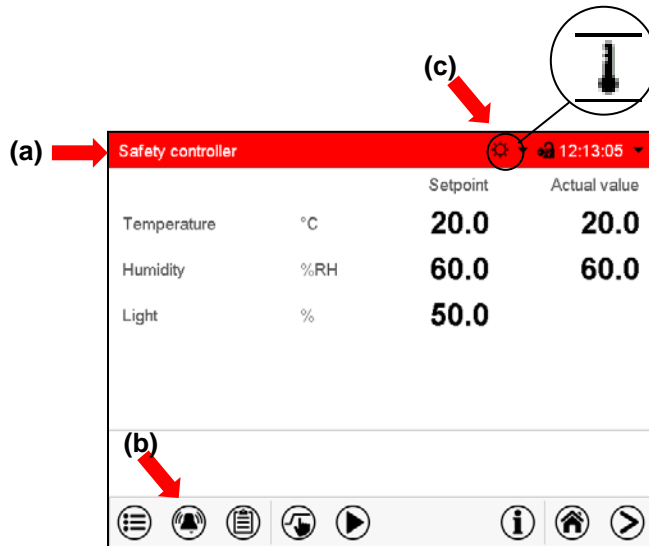 (c)
(a)
Safety controller 12:13:05
Setpoint Actual value
Temperature °C 20.0 20.0
Humidity %RH 60.0 60.0
Light % 50.0
(b)